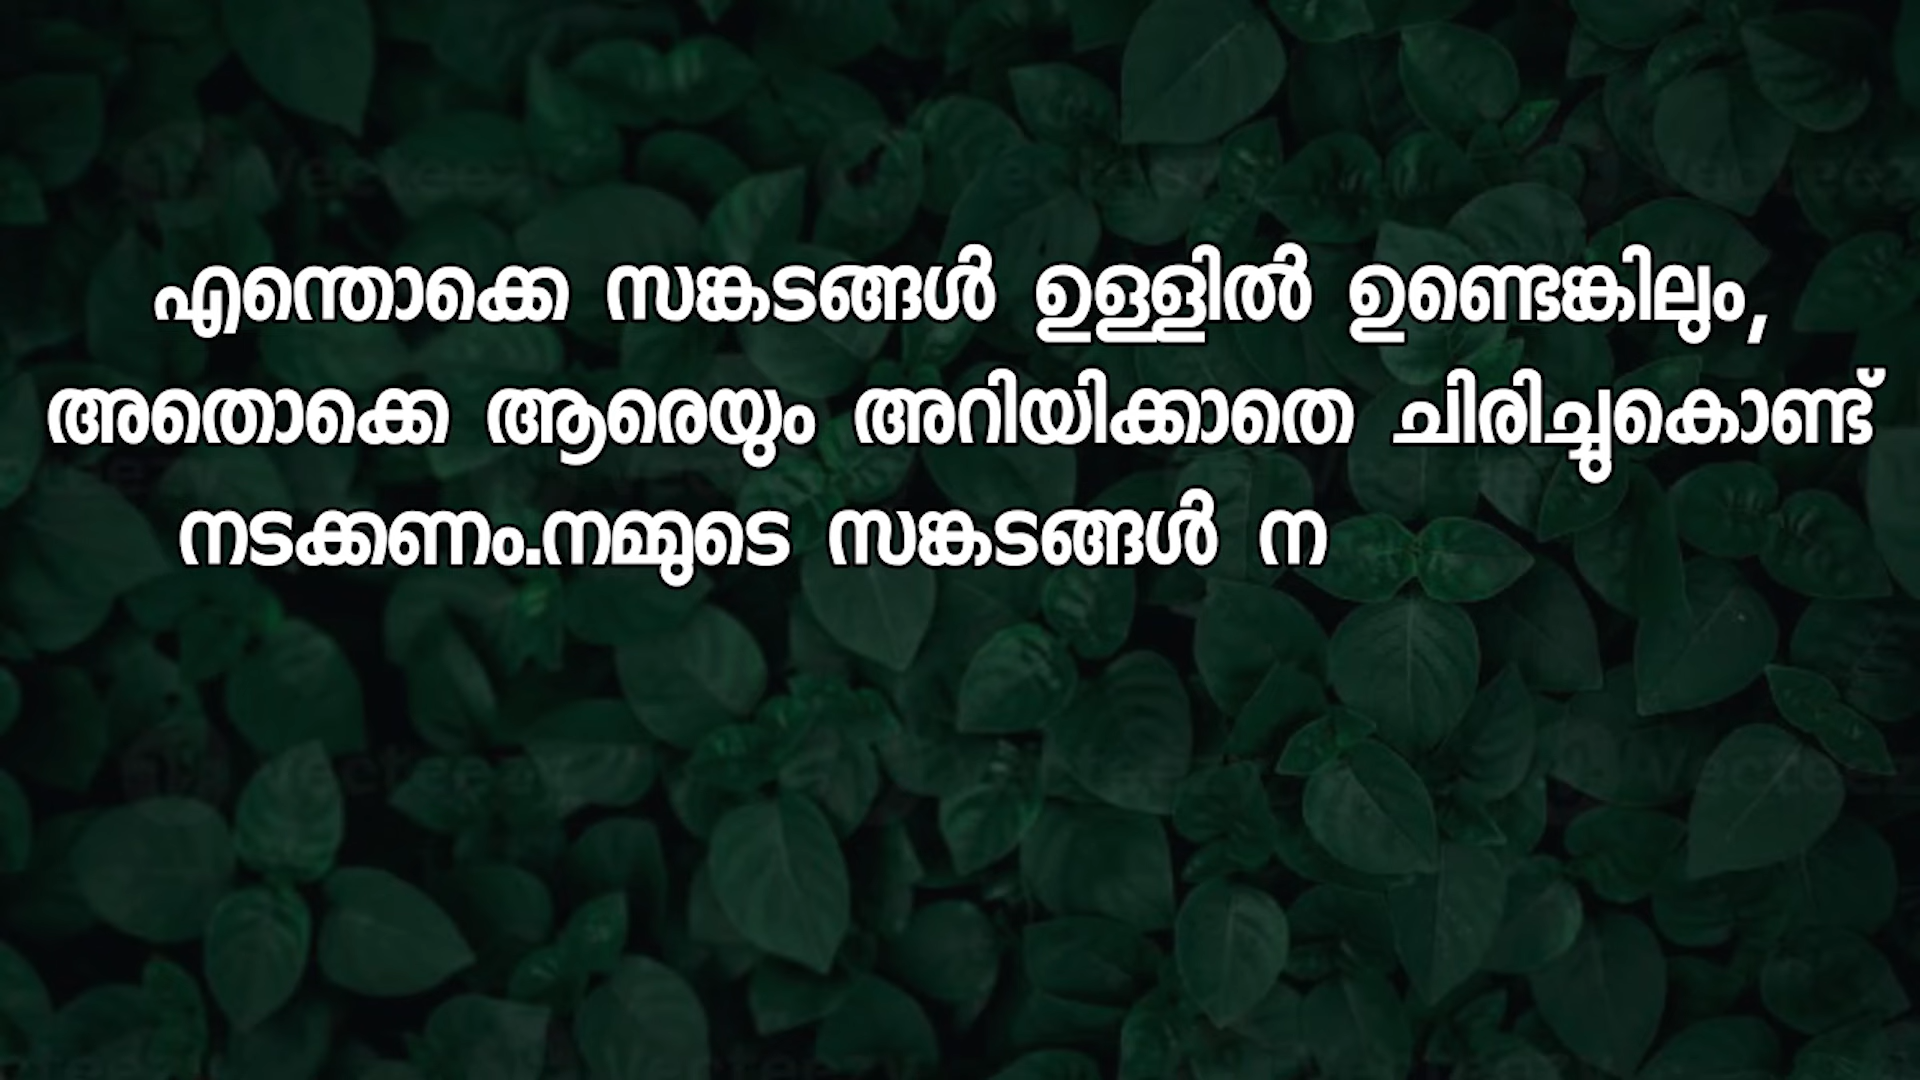 എന്തൊക്കെ സങ്കടങ്ങൾ ഉള്ളിൽ ഉണ്ടെങ്കിലും,
അതൊക്കെ ആരെയും അറിയിക്കാതെ ചിരിച്ചുകൊണ്ട്
നടക്കണം.നമ്മുടെ സങ്കടങ്ങൾ ന